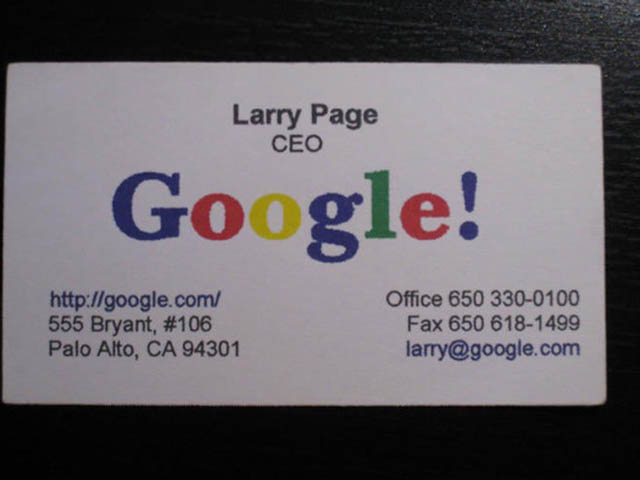 Larry Page
CEO
Google!
http://google.com/
555 Bryant, #106
Palo Alto, CA 94301
Office 650 330-0100
Fax 650 618-1499
larry@google.com